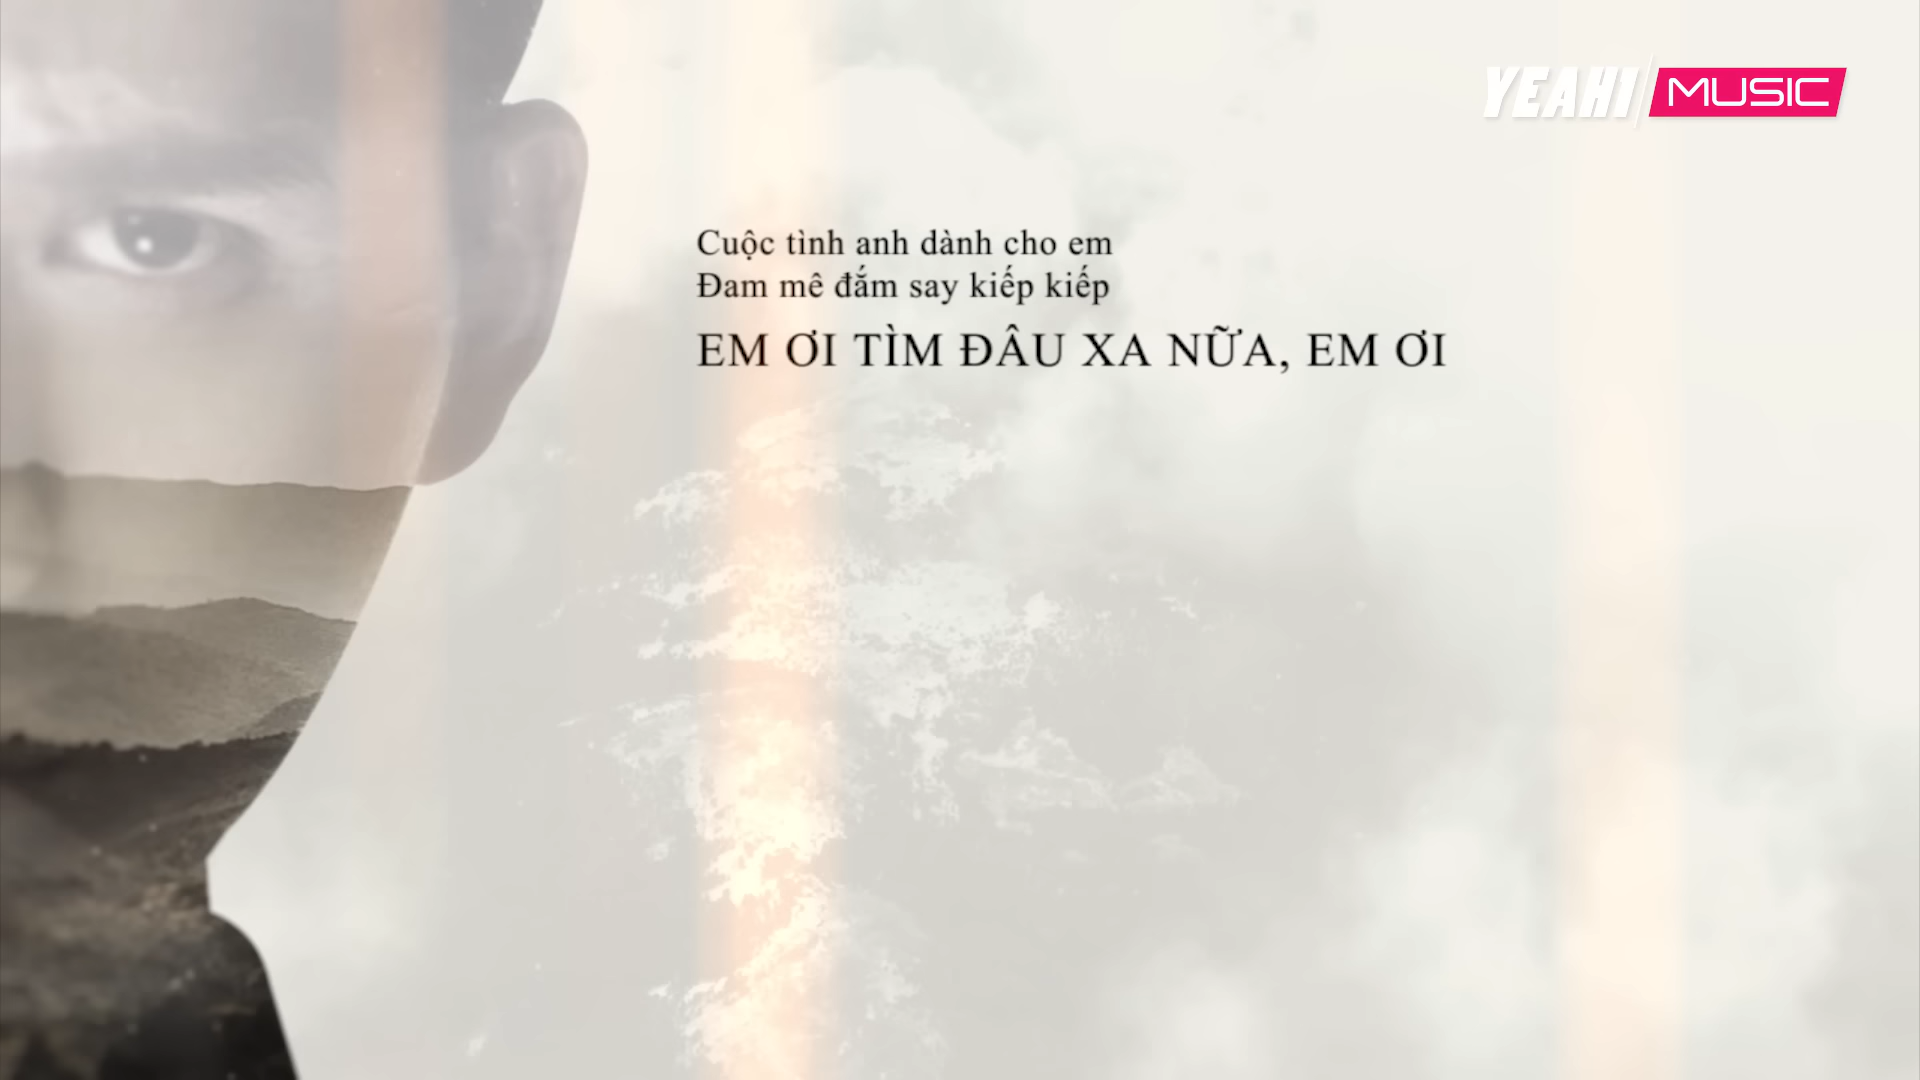 YEAH1 MUSIC
Cuộc tình anh dành cho em
Đam mê đắm say kiếp kiếp
EM ƠI TÌM ĐÂU XA NỮA, EM ƠI